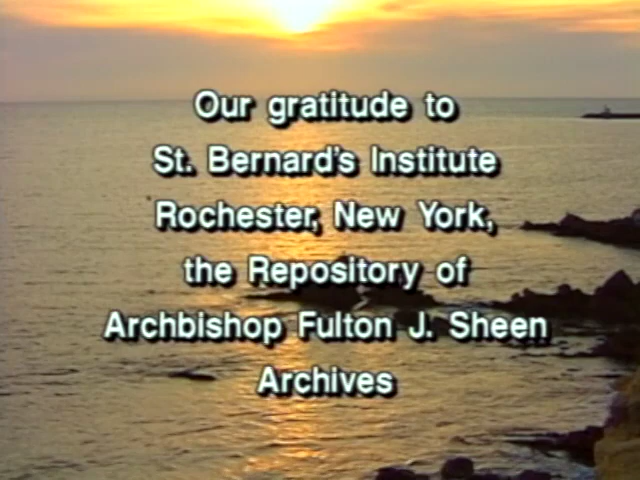 Our gratitude to
St. Bernard's Institute
Rochester, New York,
the Repository of
Archbishop Fulton J. Sheen
Archives